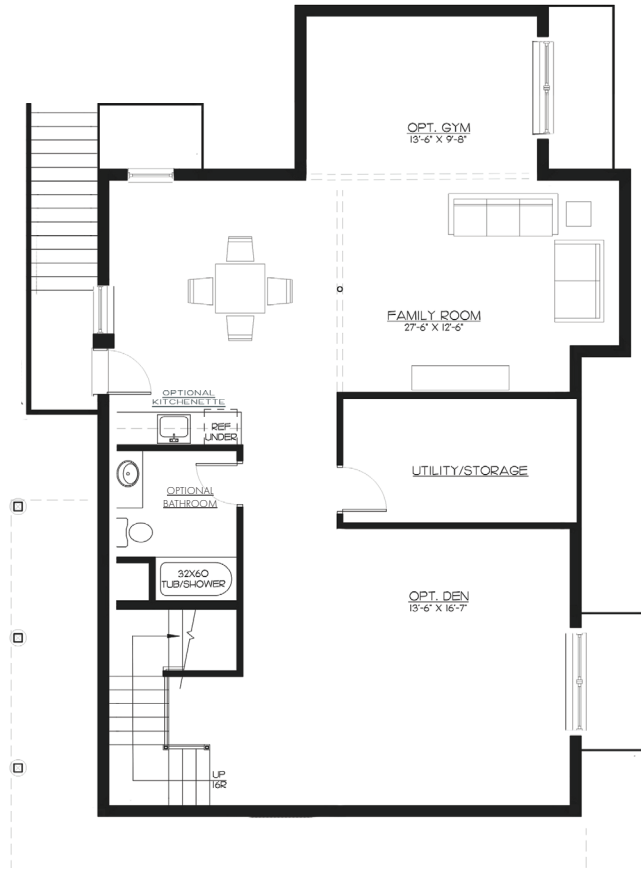 OPT. GYM
13'-6" X 9'-8"
FAMILY ROOM
27'-6" X 12'-6"
OPTIONAL
KITCHENETTE
REF
UNDER
UTILITY/STORAGE
OPTIONAL
BATHROOM
32X60
TUB/SHOWER
OPT. DEN
13'-6" X 16'-7"
UP
16R